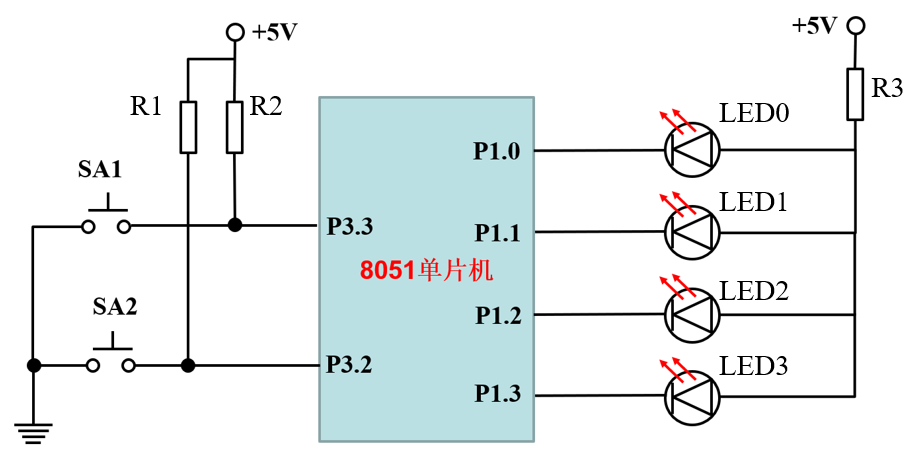 +5V
+5V
R1
R2
R3
LED0
P1.0
SA1
LED1
P3.3
P1.1
8051单片机
LED2
SA2
P1.2
P3.2
LED3
P1.3